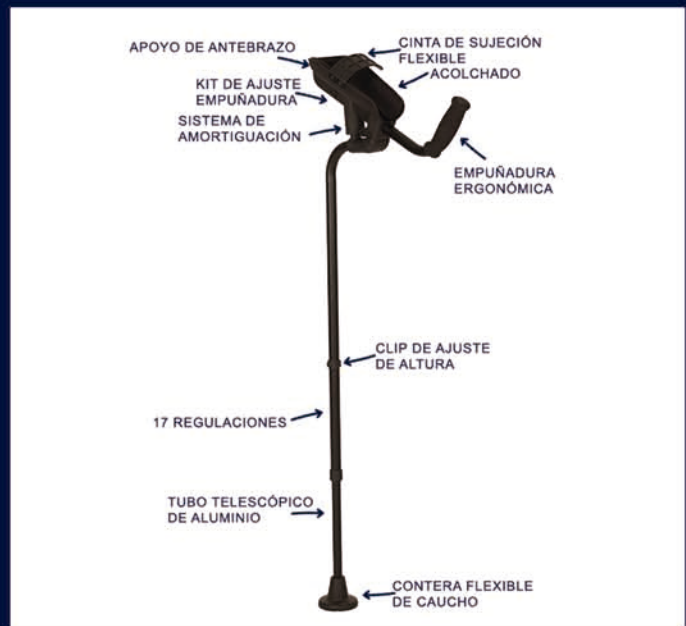 APOYO DE ANTEBRAZO
CINTA DE SUJECIÓN
FLEXIBLE
ACOLCHADO
KIT DE AJUSTE
EMPUÑADURA
SISTEMA DE
AMORTIGUACIÓN
EMPUÑADURA
ERGONÓMICA
CLIP DE AJUSTE
DE ALTURA
17 REGULACIONES
TUBO TELESCÓPICO
DE ALUMINIO
CONTERA FLEXIBLE
DE CAUCHO